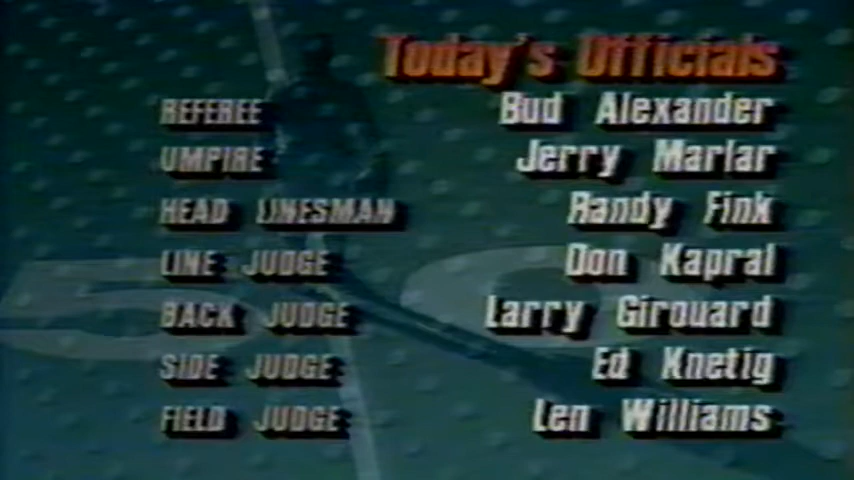 Today's Officials
REFEREE Bud Alexander
UMPIRE Jerry Marlar
HEAD LINESMAN Randy Fink
LINE JUDGE Don Kapral
BACK JUDGE Larry Girouard
SIDE JUDGE Ed Knetig
FIELD JUDGE Len Williams
50